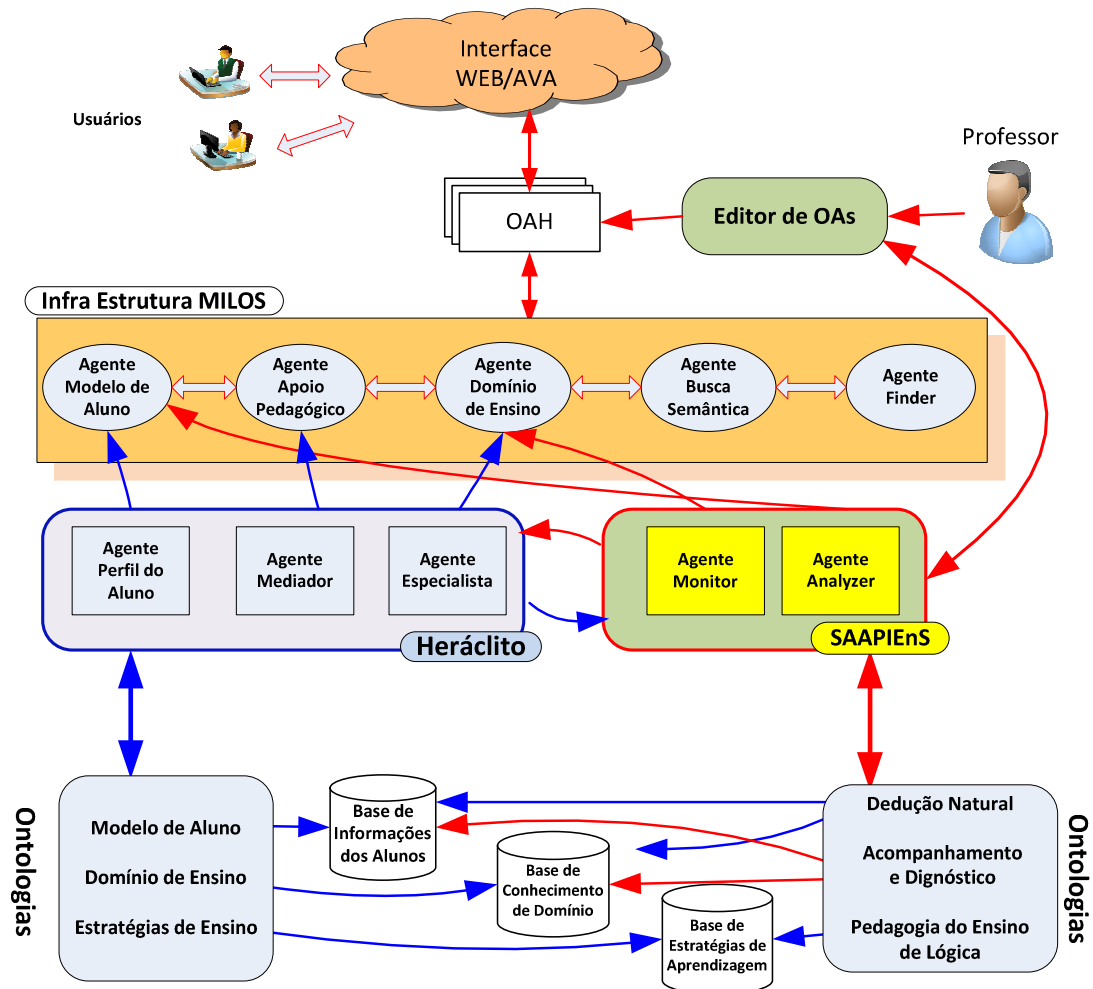 Interface
WEB/AVA
Usuários
Professor
OAH
Editor de OAs
Infra Estrutura MILOS
Agente
Modelo de
Aluno
Agente
Apoio
Pedagógico
Agente
Domínio
de Ensino
Agente
Busca
Semântica
Agente
Finder
Agente
Perfil do
Aluno
Agente
Mediador
Agente
Especialista
Agente
Monitor
Agente
Analyzer
Heráclito
SAAPIEnS
Ontologias
Modelo de Aluno
Domínio de Ensino
Estratégias de Ensino
Base de
Informações
dos Alunos
Base de
Conhecimento
de Domínio
Base de
Estratégias de
Aprendizagem
Dedução Natural
Acompanhamento
e Dignóstico
Pedagogia do Ensino
de Lógica
Ontologias